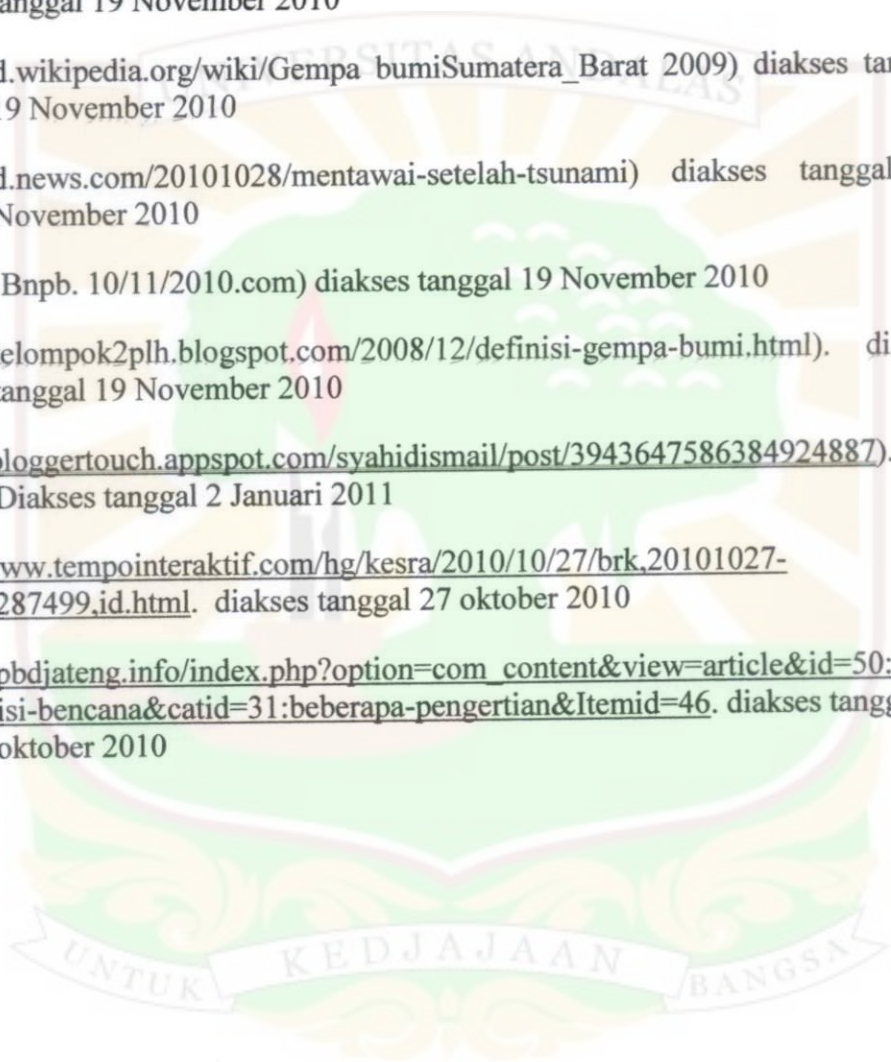 anggal 19 November 2010
UNIVERSITAS ANDALAS
d.wikipedia.org/wiki/Gempa bumiSumatera_Barat 2009) diakses tan
19 November 2010
d.news.com/20101028/mentawai-setelah-tsunami) diakses tanggal
November 2010
Bnpb. 10/11/2010.com) diakses tanggal 19 November 2010
elompok2plh.blogspot.com/2008/12/definisi-gempa-bumi.html). di
tanggal 19 November 2010
bloggertouch.appspot.com/syahidismail/post/3943647586384924887).
Diakses tanggal 2 Januari 2011
ww.tempointeraktif.com/hg/kesra/2010/10/27/brk,20101027-
287499,id.html. diakses tanggal 27 oktober 2010
pbdjateng.info/index.php?option=com_content&view=article&id=50:
isi-bencana&catid=31:beberapa-pengertian&Itemid=46. diakses tangg
oktober 2010
UNTUK KEDJAJAAN BANGSA